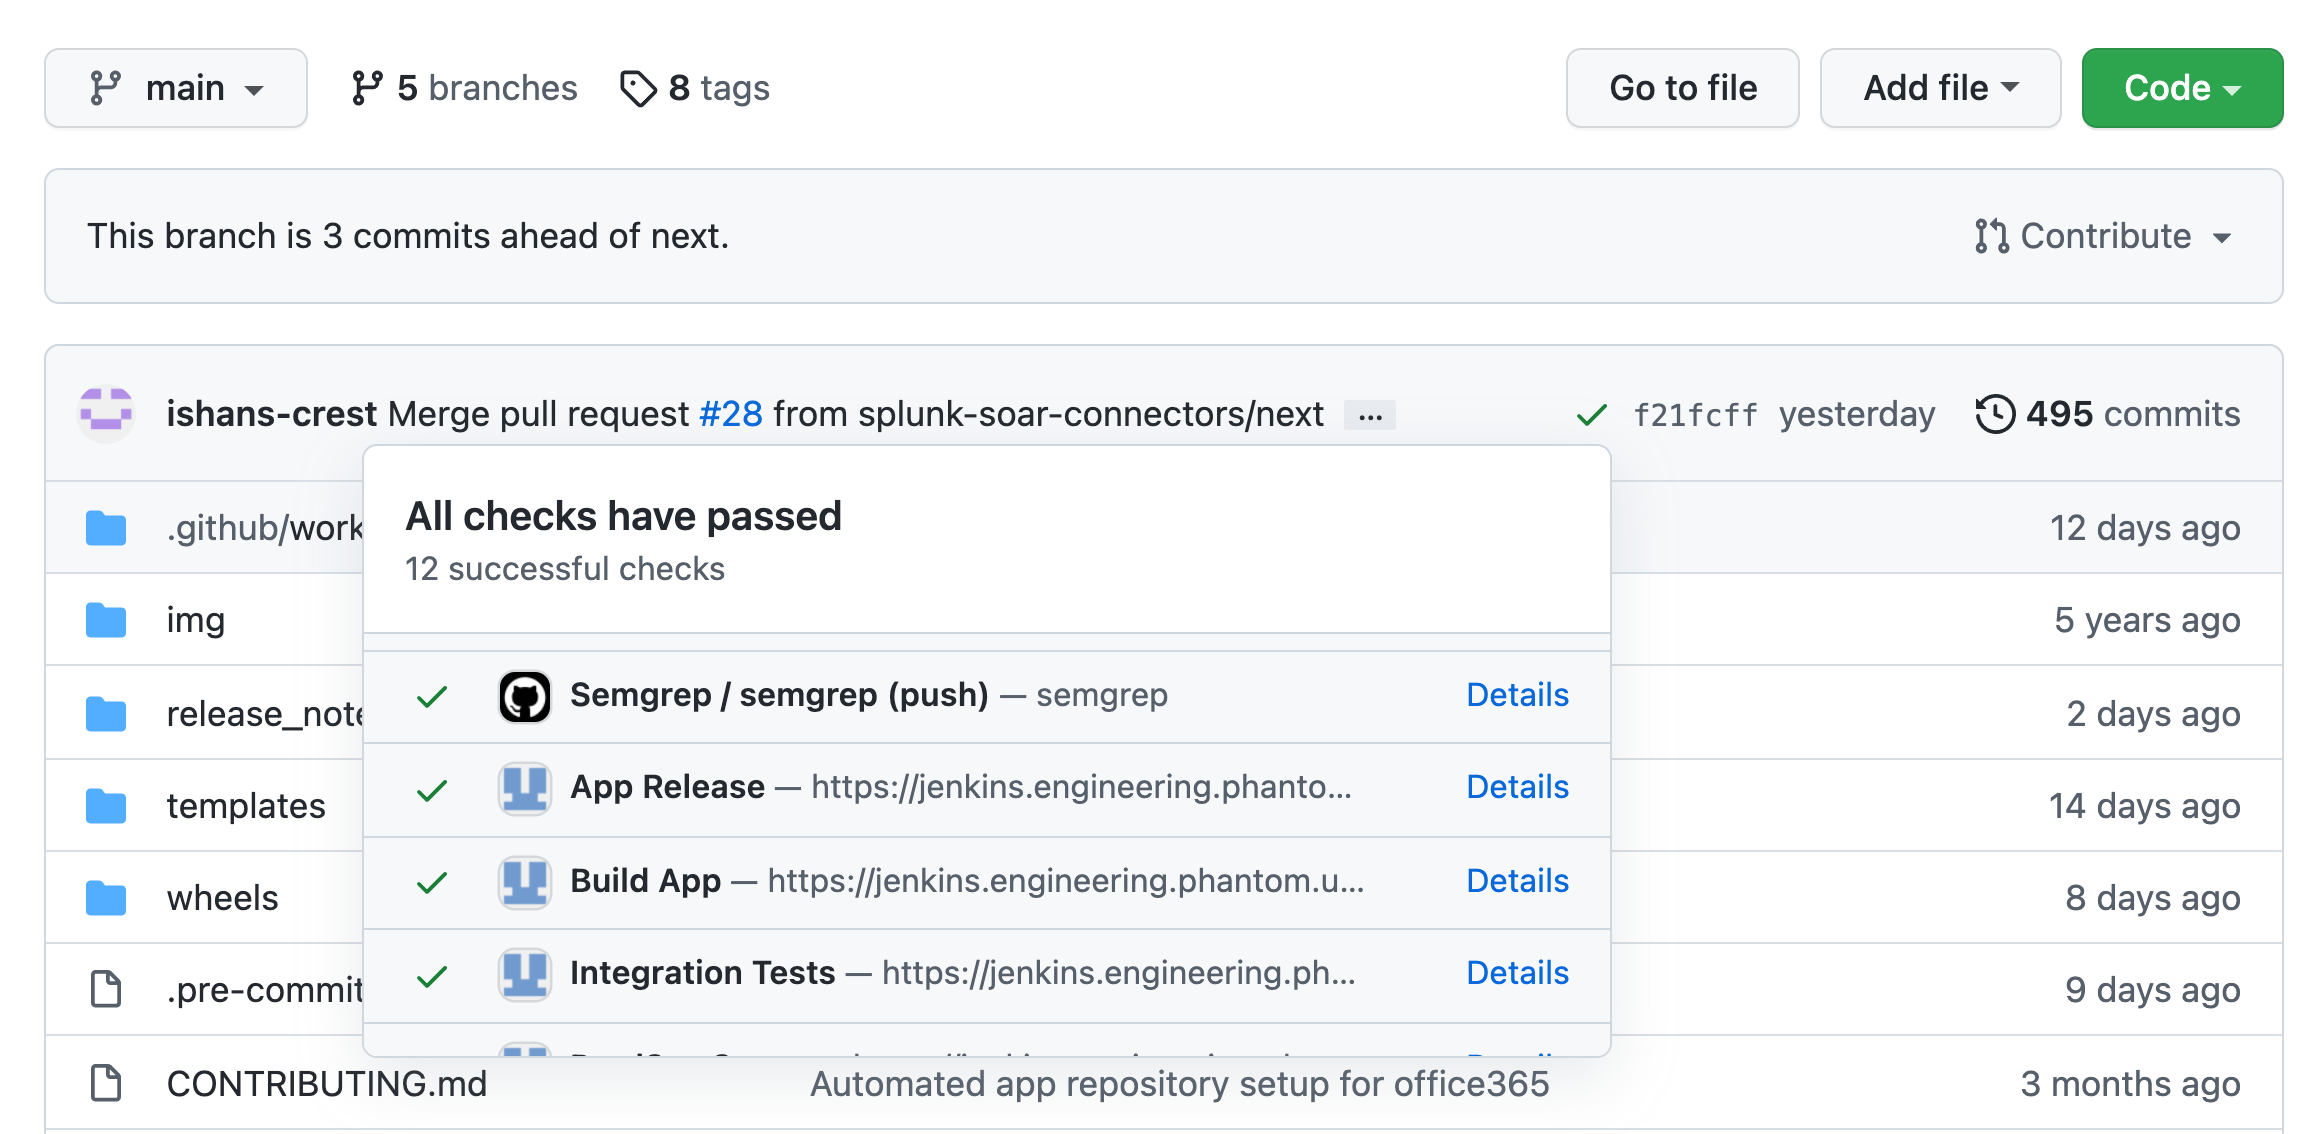 main 5 branches 8 tags Go to file Add file Code
This branch is 3 commits ahead of next. Contribute
ishans-crest Merge pull request #28 from splunk-soar-connectors/next ... f21fcff yesterday 495 commits
All checks have passed
.github/work 12 days ago
12 successful checks
img 5 years ago
Semgrep / semgrep (push) — semgrep Details
release_note 2 days ago
App Release — https://jenkins.engineering.phanto... Details
templates 14 days ago
Build App — https://jenkins.engineering.phantom.u... Details
wheels 8 days ago
Integration Tests — https://jenkins.engineering.ph... Details
.pre-commit 9 days ago
CONTRIBUTING.md Automated app repository setup for office365 3 months ago